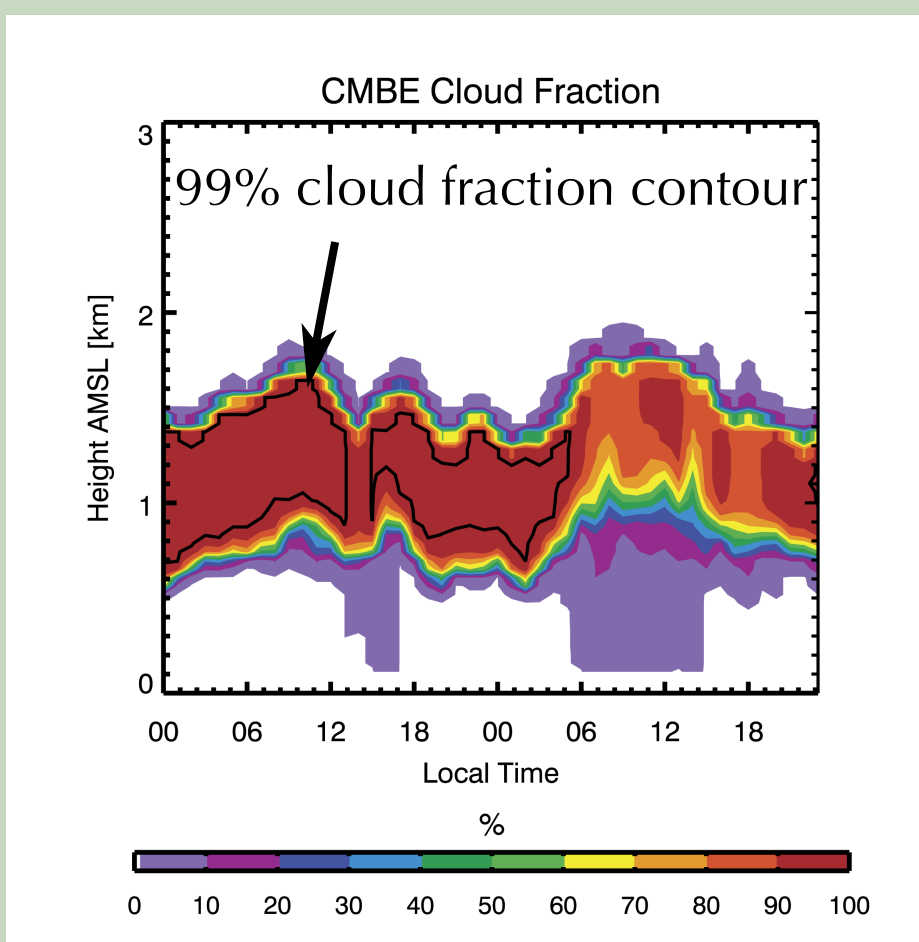 CMBE Cloud Fraction
3
99% cloud fraction contour
2
Height AMSL [km]
1
0
00 06 12 18 00 06 12 18
Local Time
%
0 10 20 30 40 50 60 70 80 90 100